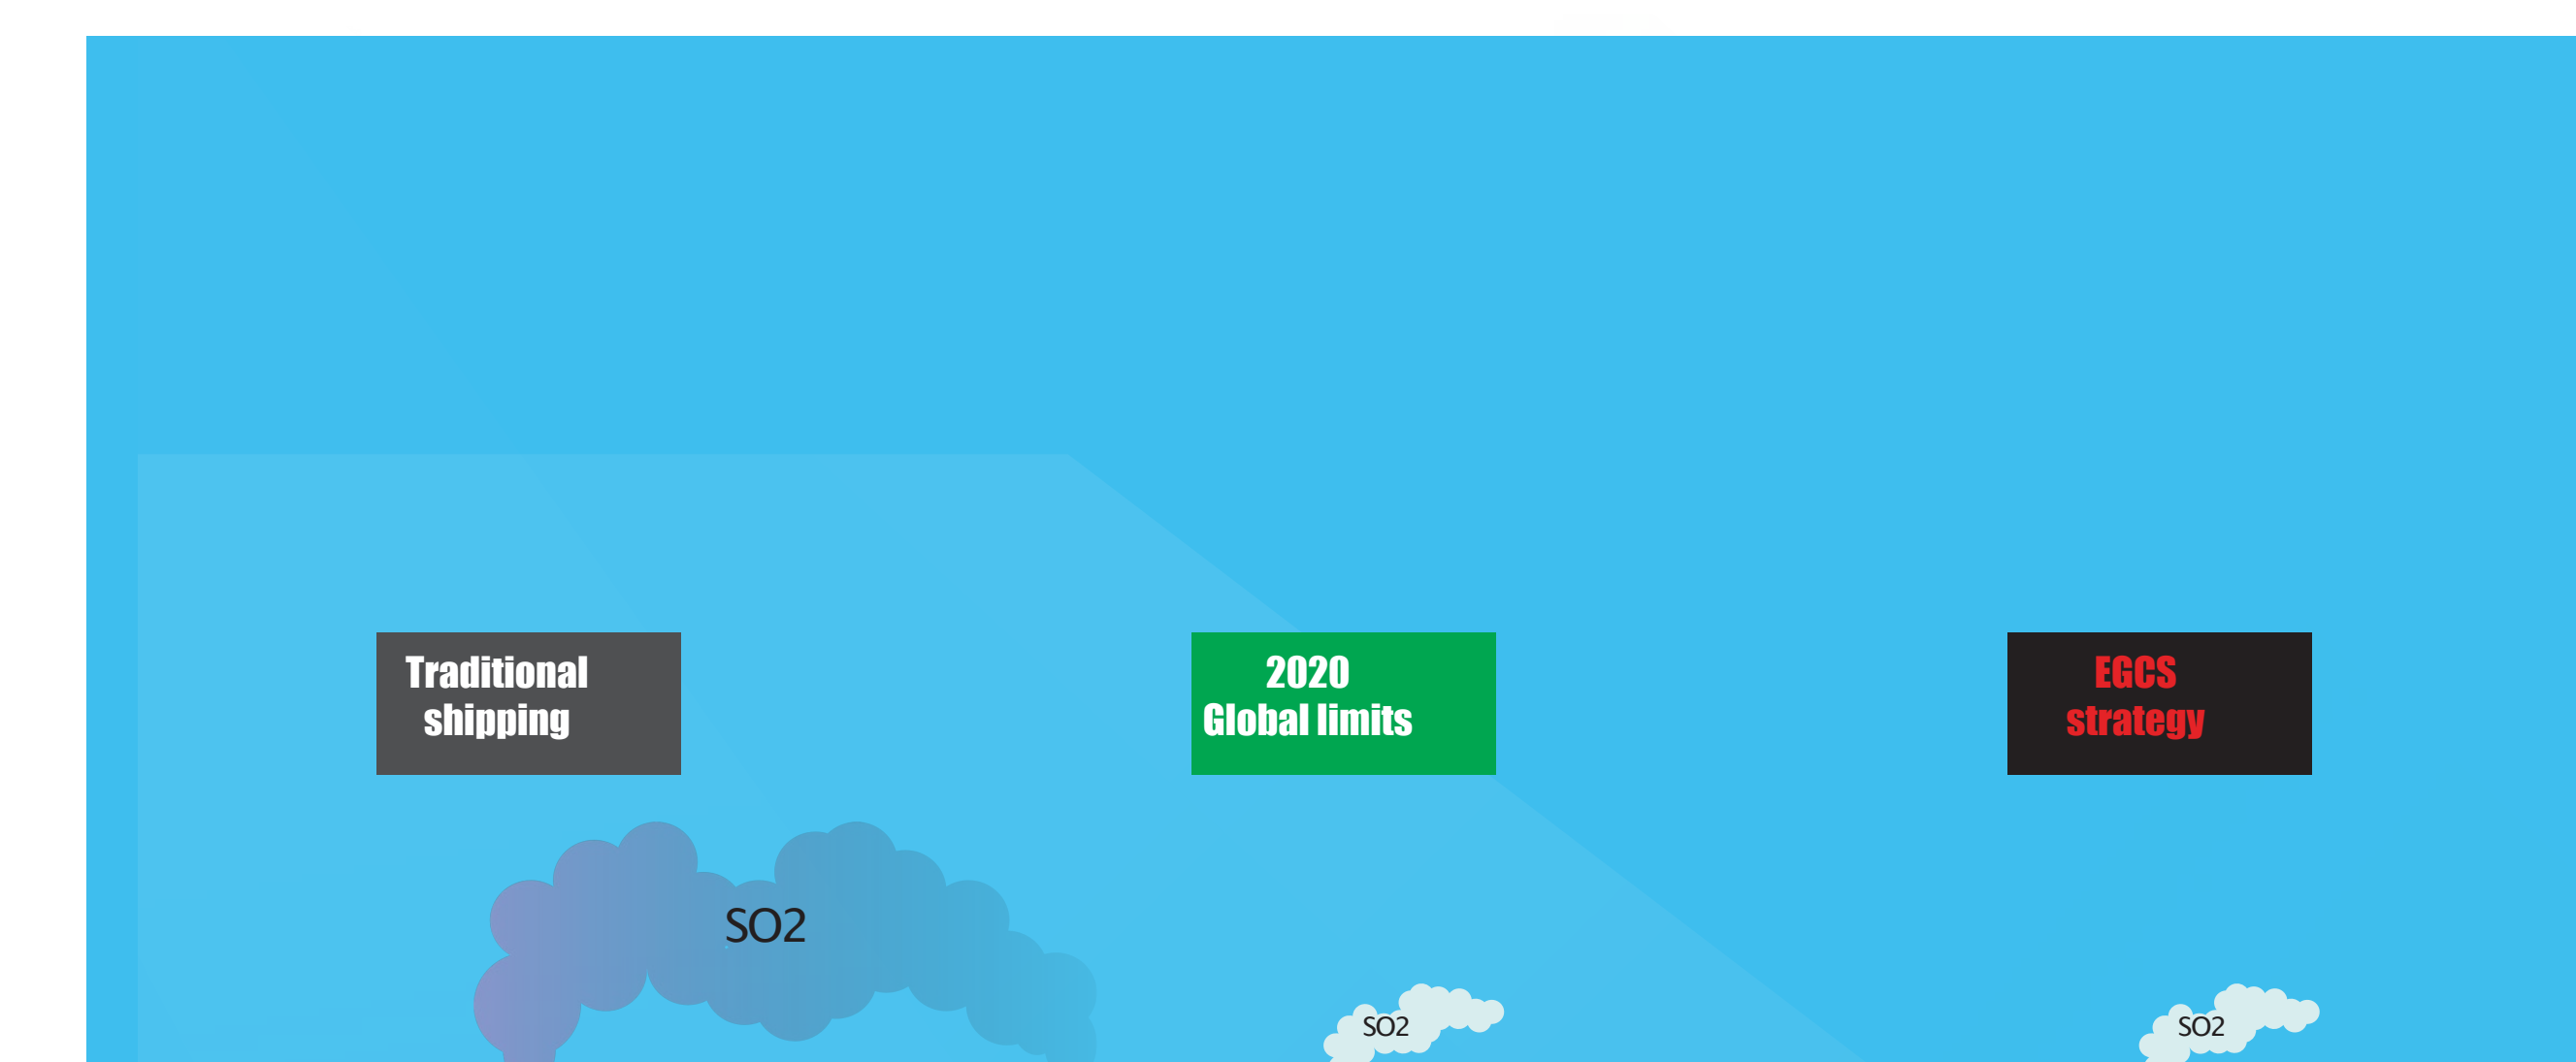 Traditional
shipping
2020
Global limits
EGCS
strategy
SO2
SO2
SO2